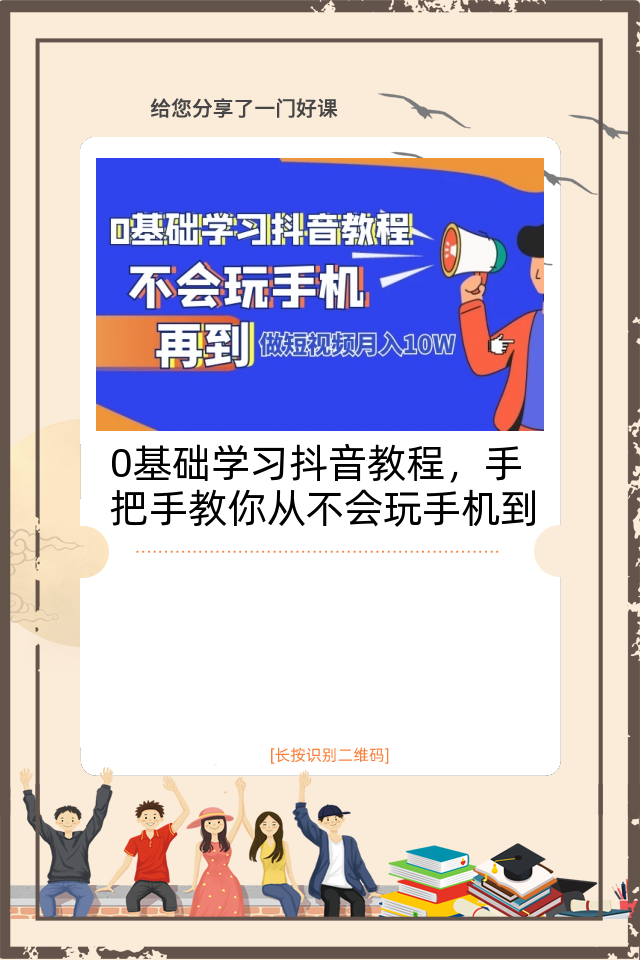 给您分享了一门好课
0基础学习抖音教程
不会玩手机
再到做短视频月入10W
0基础学习抖音教程，手
把手教你从不会玩手机到
[长按识别二维码]